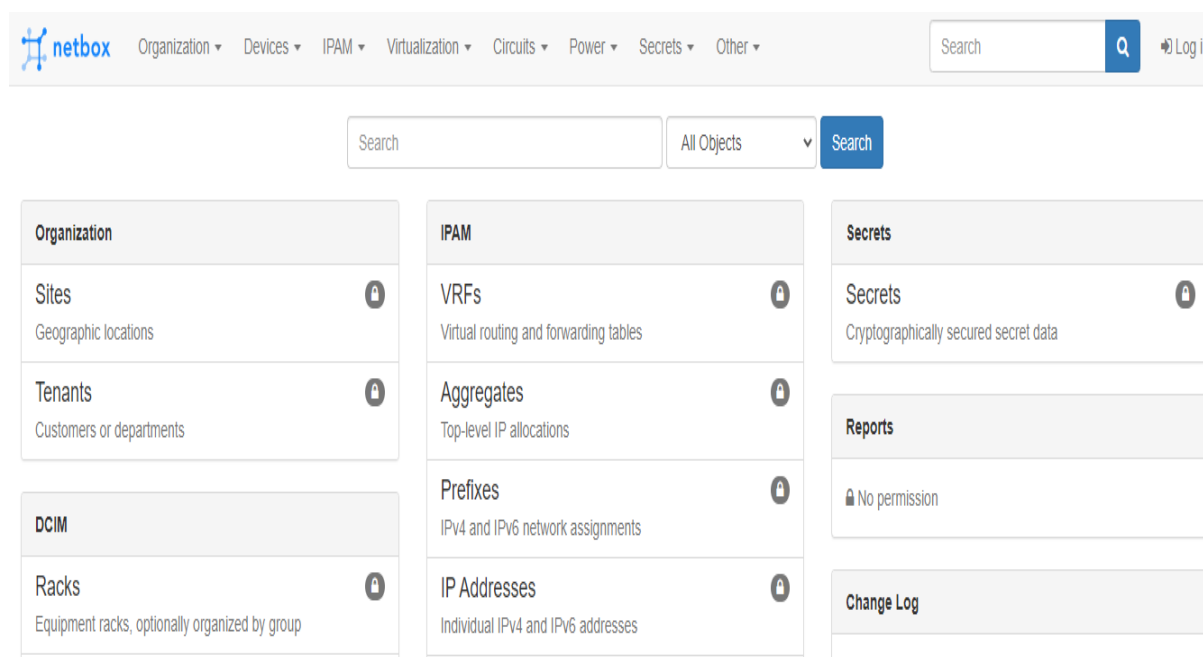 netbox Organization Devices IPAM Virtualization Circuits Power Secrets Other Search Log i
Search All Objects Search
Organization
Sites
Geographic locations
Tenants
Customers or departments
DCIM
Racks
Equipment racks, optionally organized by group
IPAM
VRFs
Virtual routing and forwarding tables
Aggregates
Top-level IP allocations
Prefixes
IPv4 and IPv6 network assignments
IP Addresses
Individual IPv4 and IPv6 addresses
Secrets
Secrets
Cryptographically secured secret data
Reports
No permission
Change Log